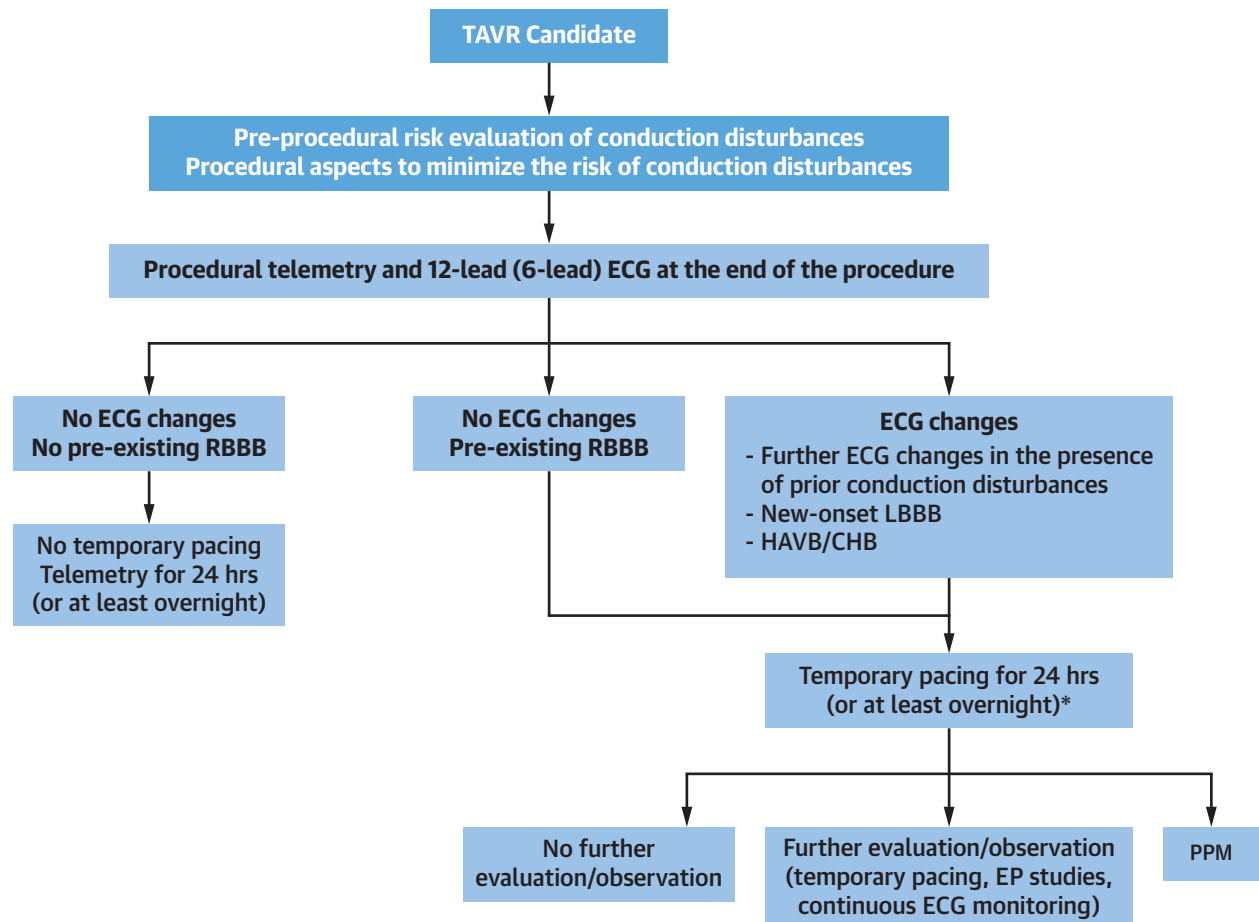 TAVR Candidate
Pre-procedural risk evaluation of conduction disturbances
Procedural aspects to minimize the risk of conduction disturbances
Procedural telemetry and 12-lead (6-lead) ECG at the end of the procedure
No ECG changes
No pre-existing RBBB
No ECG changes
Pre-existing RBBB
ECG changes
- Further ECG changes in the presence
of prior conduction disturbances
- New-onset LBBB
- HAVB/CHB
No temporary pacing
Telemetry for 24 hrs
(or at least overnight)
Temporary pacing for 24 hrs
(or at least overnight)*
No further
evaluation/observation
Further evaluation/observation
(temporary pacing, EP studies,
continuous ECG monitoring)
PPM